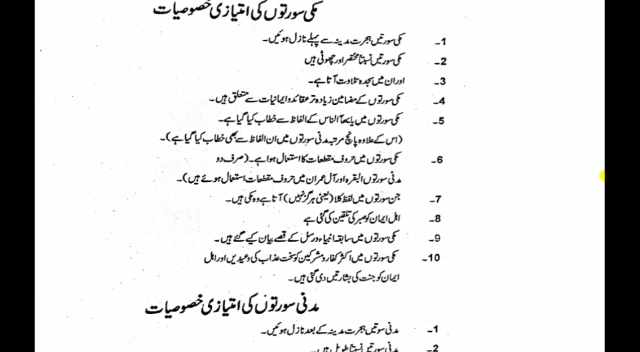 مکی سورتوں کی امتیازی خصوصیات
1۔ مکی سورتیں ہجرت مدینہ سے پہلے نازل ہوئیں۔
2۔ مکی سورتیں نسبتاً مختصر اور چھوٹی ہیں
3۔ اور ان میں سجدہ تلاوت آتا ہے۔
4۔ مکی سورتوں کے مضامین زیادہ تر عقائد و ایمانیات سے متعلق ہیں۔
5۔ مکی سورتوں میں یایھا الناس کے الفاظ سے خطاب کیا گیا ہے۔
(اس کے علاوہ پانچ مرتبہ مدنی سورتوں میں ان الفاظ سے بھی خطاب کیا گیا ہے)۔
6۔ مکی سورتوں میں حروف مقطعات کا استعمال ہوا ہے۔ (صرف دو
مدنی سورتوں البقرہ اور آل عمران میں حروف مقطعات استعمال ہوئے ہیں)۔
7۔ جن سورتوں میں لفظ کلا (یعنی ہرگز نہیں) آتا ہے وہ مکی ہیں۔
8۔ اہل ایمان کو صبر کی تلقین کی گئی ہے
9۔ مکی سورتوں میں سابقہ انبیاء ورسل کے قصے بیان کیے گئے ہیں۔
10۔ مکی سورتوں میں اکثر کفار و مشرکین کو سخت عذاب کی وعیدیں اور اہل
ایمان کو جنت کی بشارتیں دی گئی ہیں۔
مدنی سورتوں کی امتیازی خصوصیات
1۔ مدنی سورتیں ہجرت مدینہ کے بعد نازل ہوئیں۔
2۔ مدنی سورتیں نسبتاً طویل ہیں۔